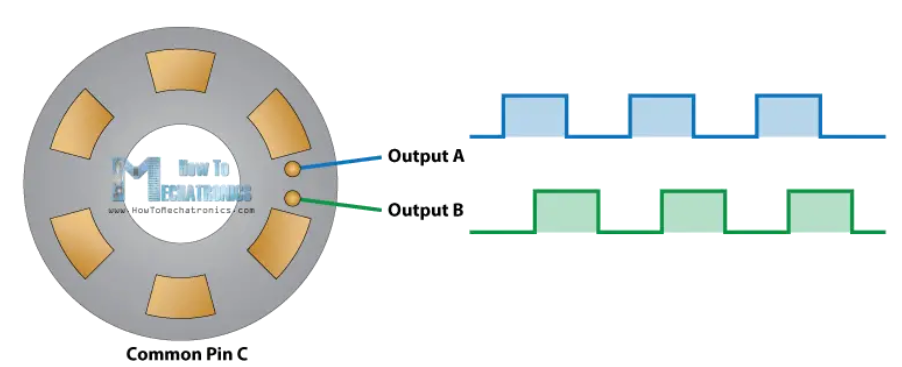 How To
MECHATRONICS
www.HowToMechatronics.com
Output A
Output B
Common Pin C